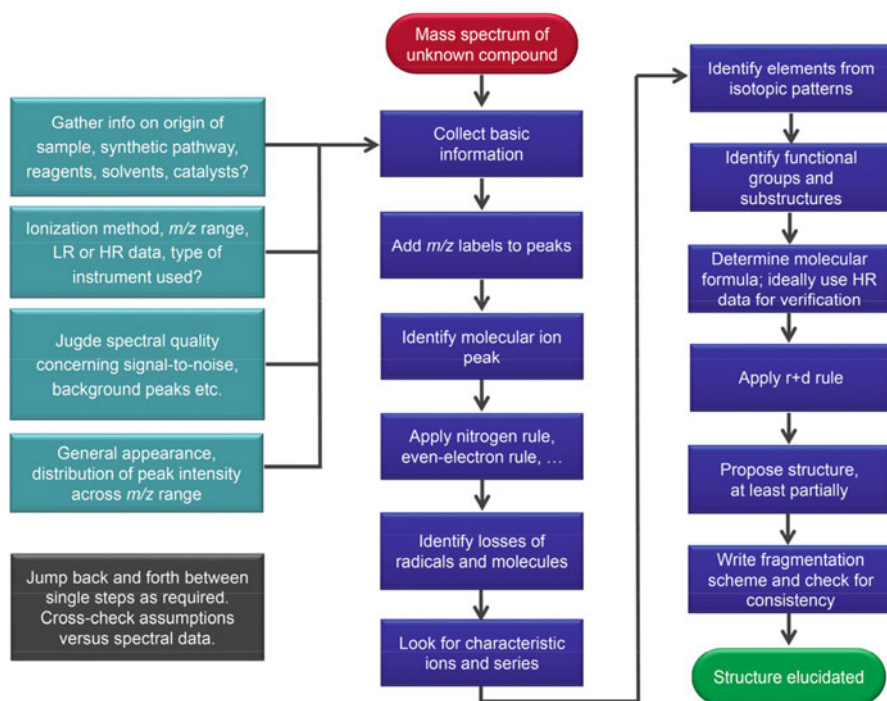 Mass spectrum of
unknown compound
Gather info on origin of
sample, synthetic pathway,
reagents, solvents, catalysts?
Ionization method, m/z range,
LR or HR data, type of
instrument used?
Jugde spectral quality
concerning signal-to-noise,
background peaks etc.
General appearance,
distribution of peak intensity
across m/z range
Jump back and forth between
single steps as required.
Cross-check assumptions
versus spectral data.
Collect basic
information
Add m/z labels to peaks
Identify molecular ion
peak
Apply nitrogen rule,
even-electron rule, …
Identify losses of
radicals and molecules
Look for characteristic
ions and series
Identify elements from
isotopic patterns
Identify functional
groups and
substructures
Determine molecular
formula; ideally use HR
data for verification
Apply r+d rule
Propose structure,
at least partially
Write fragmentation
scheme and check for
consistency
Structure elucidated